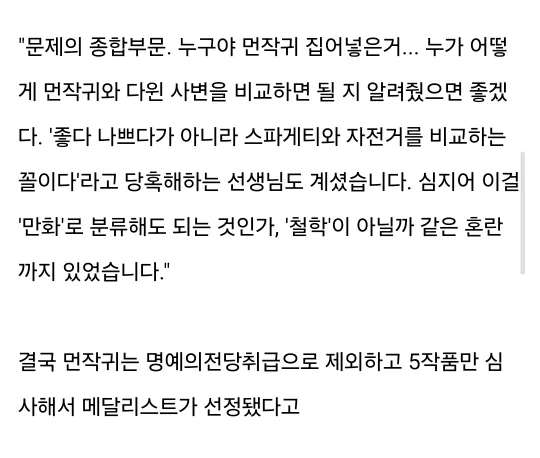 "문제의 종합부문. 누구야 먼작귀 집어넣은거... 누가 어떻
게 먼작귀와 다윈 사변을 비교하면 될 지 알려줬으면 좋겠
다. '좋다 나쁘다가 아니라 스파게티와 자전거를 비교하는
꼴이다'라고 당혹해하는 선생님도 계셨습니다. 심지어 이걸
'만화'로 분류해도 되는 것인가, '철학'이 아닐까 같은 혼란
까지 있었습니다."
결국 먼작귀는 명예의전당취급으로 제외하고 5작품만 심
사해서 메달리스트가 선정됐다고